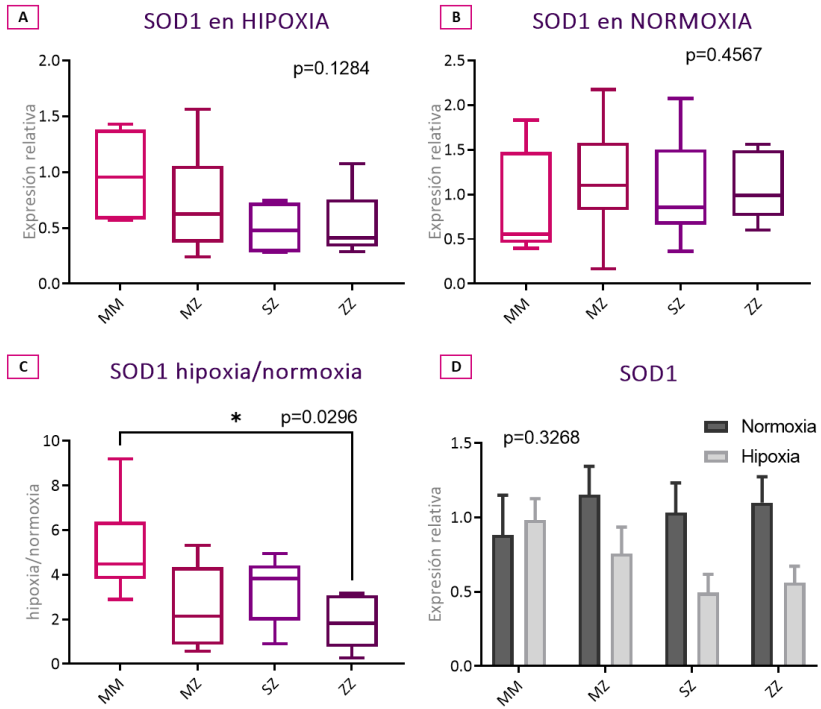 A
SOD1 en HIPOXIA
p=0.1284
Expresión relativa
2.0
1.5
1.0
0.5
0.0
MM
MZ
SZ
ZZ
B
SOD1 en NORMOXIA
p=0.4567
Expresión relativa
2.5
2.0
1.5
1.0
0.5
0.0
MM
MZ
SZ
ZZ
C
SOD1 hipoxia/normoxia
*
p=0.0296
hipoxia/normoxia
10
8
6
4
2
0
MM
MZ
SZ
ZZ
D
SOD1
p=0.3268
Normoxia
Hipoxia
Expresión relativa
1.5
1.0
0.5
0.0
MM
MZ
SZ
ZZ